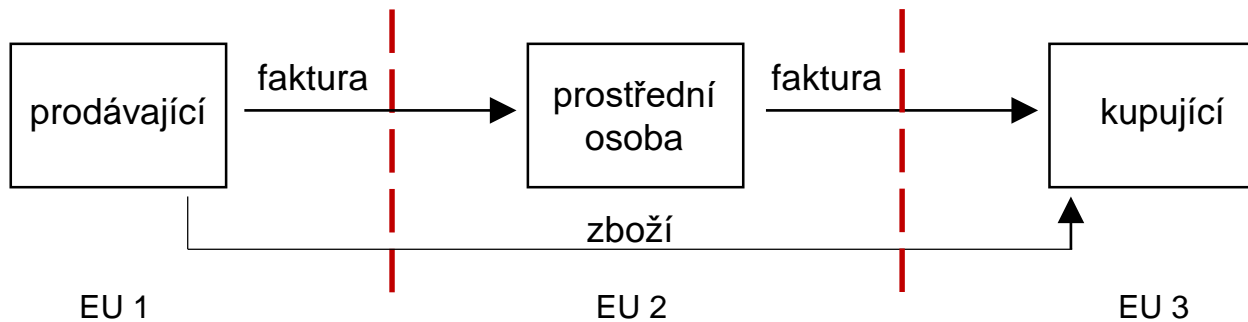 faktura
faktura
prodávající
prostřední
osoba
kupující
zboží
EU 1
EU 2
EU 3